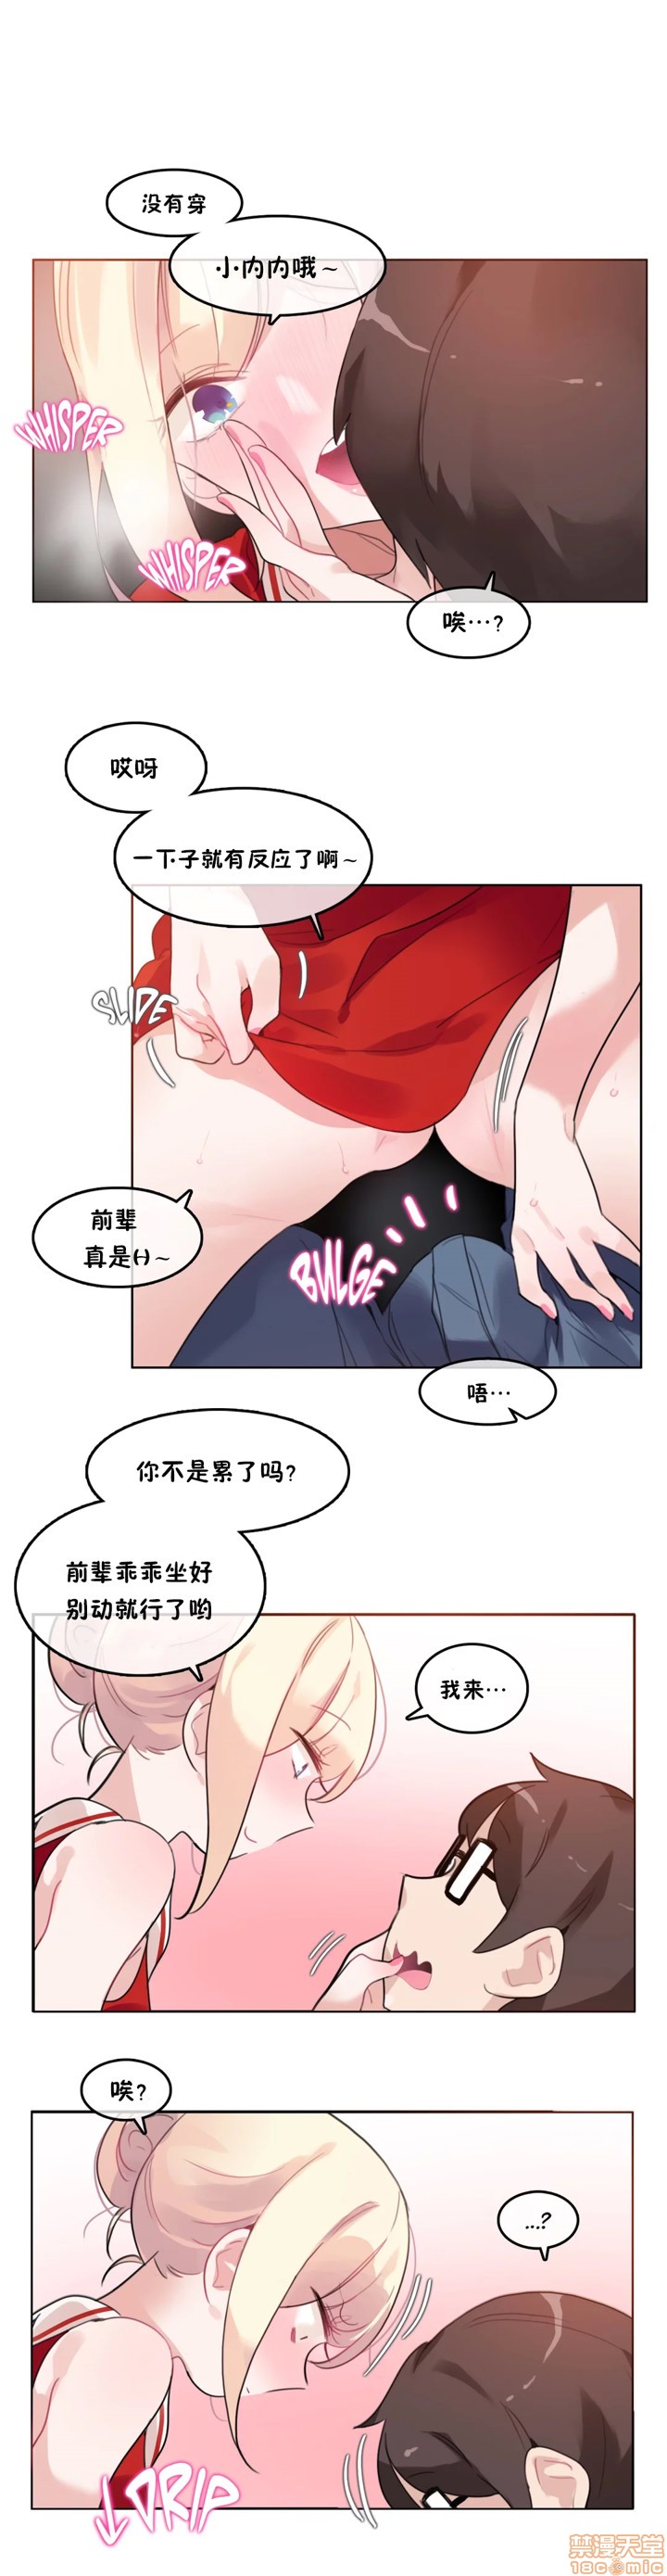 没有穿
小内内哦~
WHISPER
WHISPER
唉…?
哎呀
一下子就有反应了啊~
SLIDE
前辈
真是(¬)~
BULGE
唔…
你不是累了吗?
前辈乖乖坐好
别动就行了哟
我来…
唉?
...?
DRIP
禁漫天堂
18comic